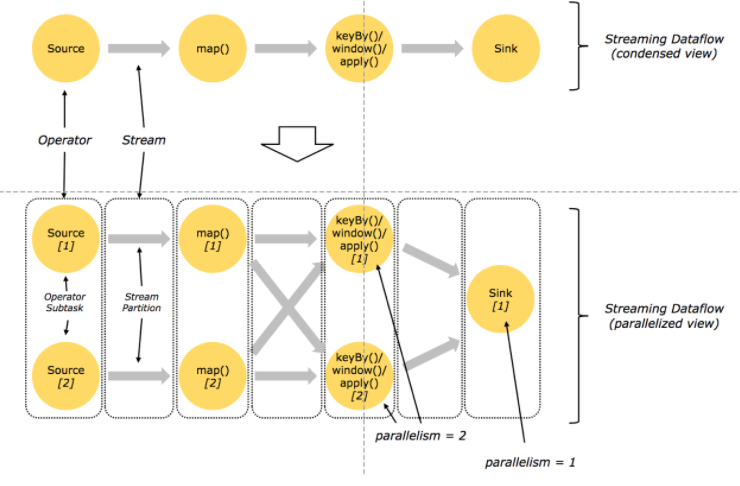 Source
map()
keyBy()/
window()/
apply()
Sink
Streaming Dataflow
(condensed view)
Operator
Stream
Source
[1]
map()
[1]
keyBy()/
window()/
apply()
[1]
Operator
Subtask
Stream
Partition
Sink
[1]
Streaming Dataflow
(parallelized view)
Source
[2]
map()
[2]
keyBy()/
window()/
apply()
[2]
parallelism = 2
parallelism = 1